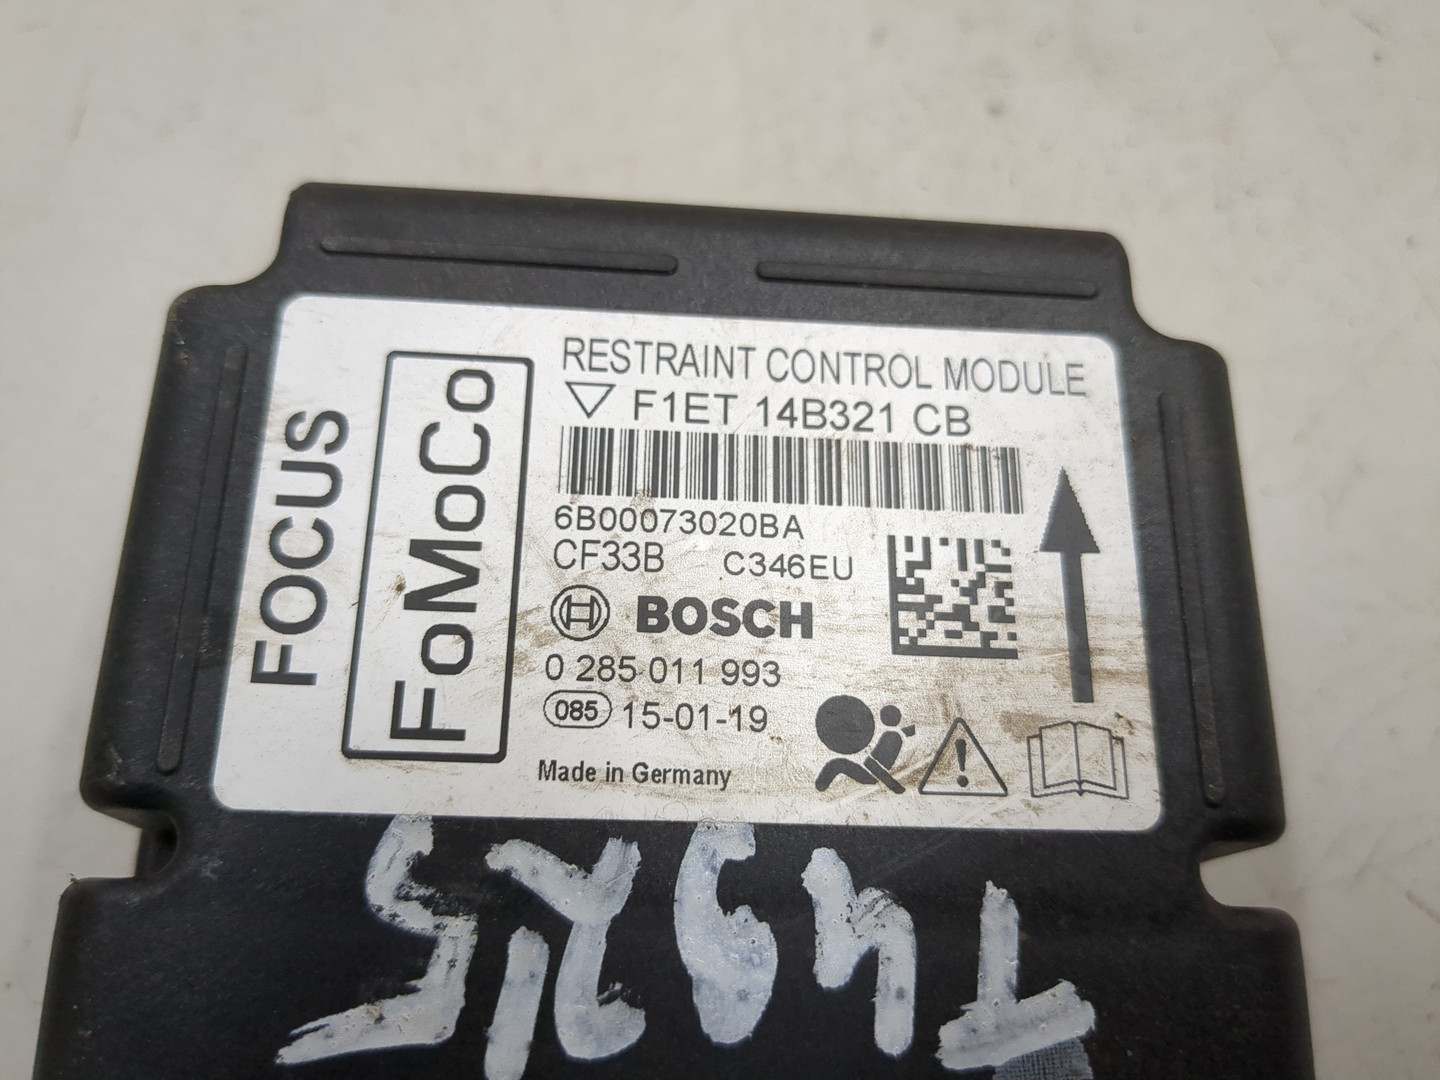 RESTRAINT CONTROL MODULE
F1ET 14B321 CB
6B00073020BA
CF33B C346EU
BOSCH
0 285 011 993
085 15-01-19
Made in Germany
FoMoCo
FOCUS